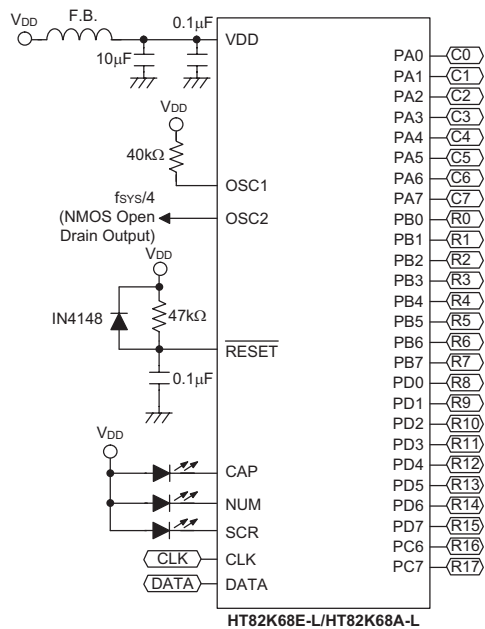 VDD
F.B.
0.1μF
10μF
VDD
VDD
40kΩ
OSC1
fSYS/4
(NMOS Open
Drain Output)
OSC2
VDD
IN4148
47kΩ
RESET
0.1μF
VDD
CAP
NUM
SCR
CLK
CLK
DATA
DATA
PA0 C0
PA1 C1
PA2 C2
PA3 C3
PA4 C4
PA5 C5
PA6 C6
PA7 C7
PB0 R0
PB1 R1
PB2 R2
PB3 R3
PB4 R4
PB5 R5
PB6 R6
PB7 R7
PD0 R8
PD1 R9
PD2 R10
PD3 R11
PD4 R12
PD5 R13
PD6 R14
PD7 R15
PC6 R16
PC7 R17
HT82K68E-L/HT82K68A-L